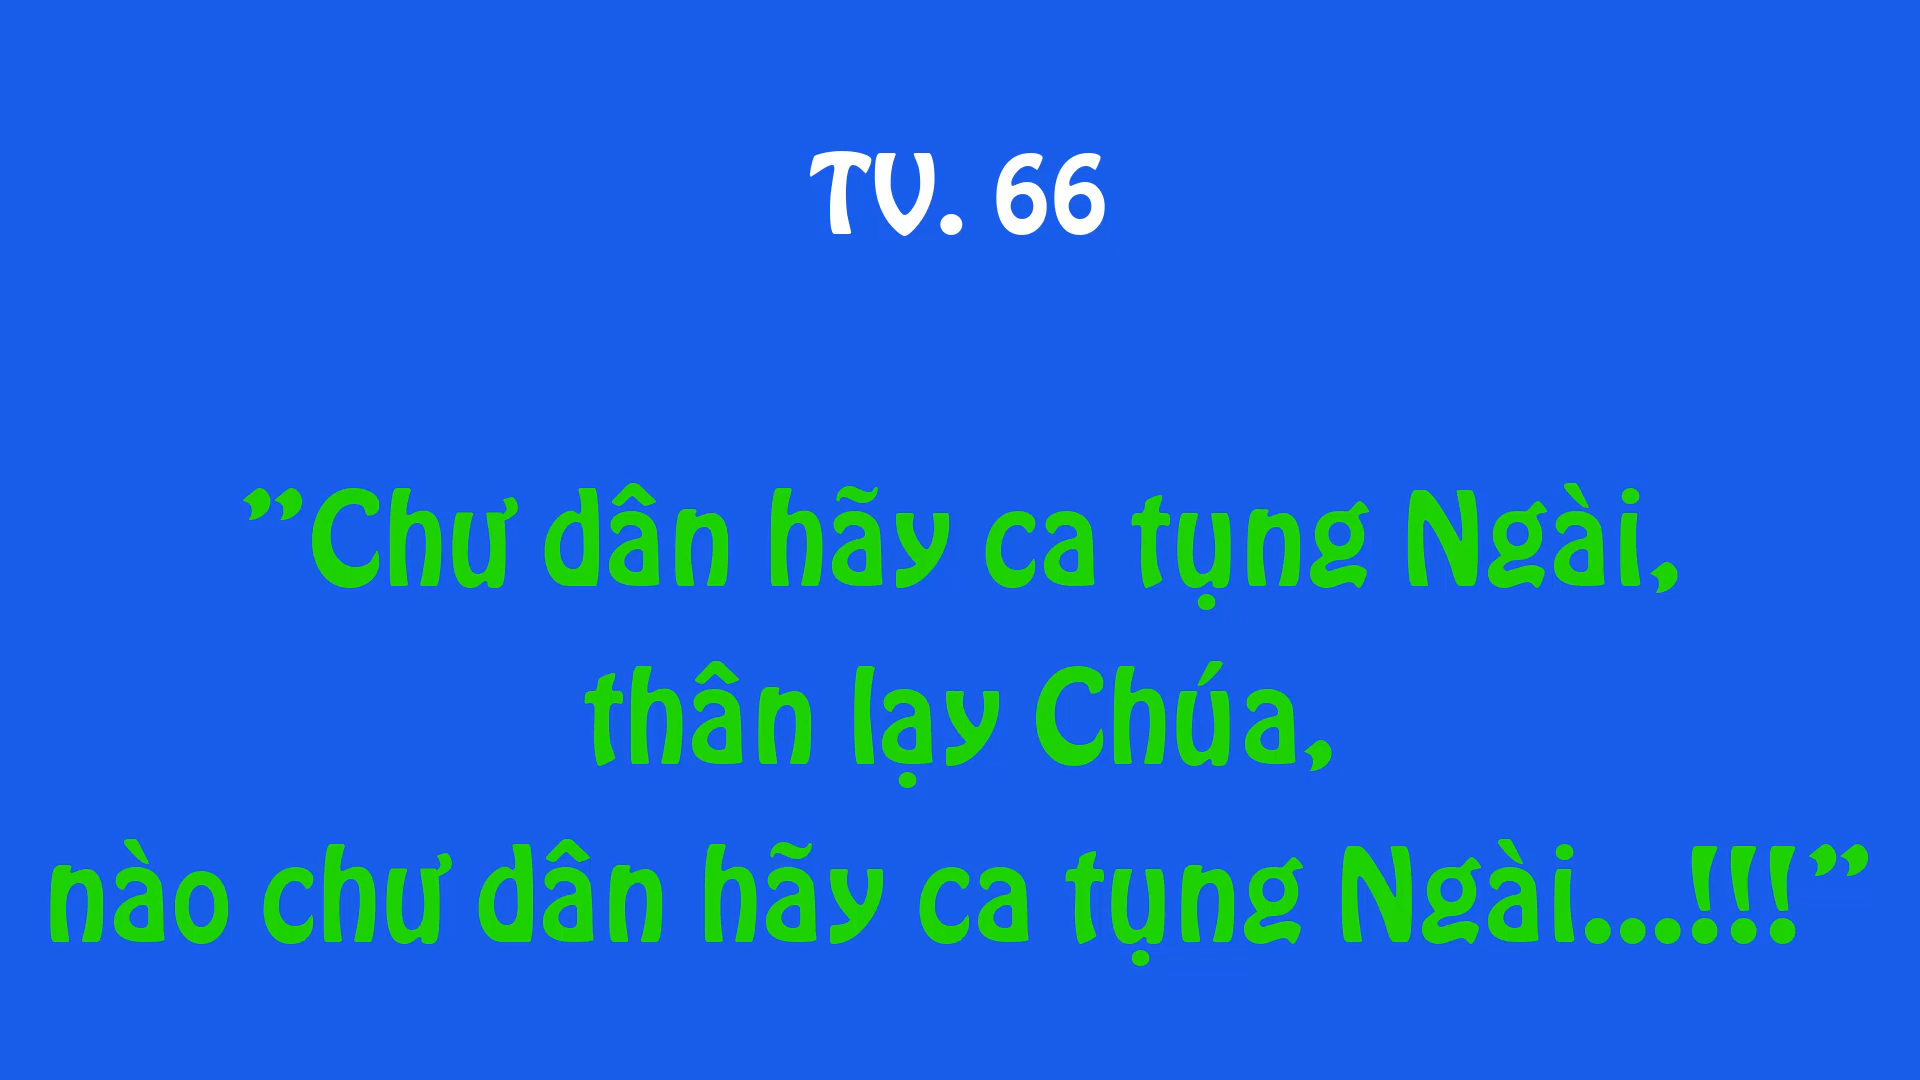 TV. 66
”Chư dân hãy ca tụng Ngài,
thân lạy Chúa,
nào chư dân hãy ca tụng Ngài...!!!”